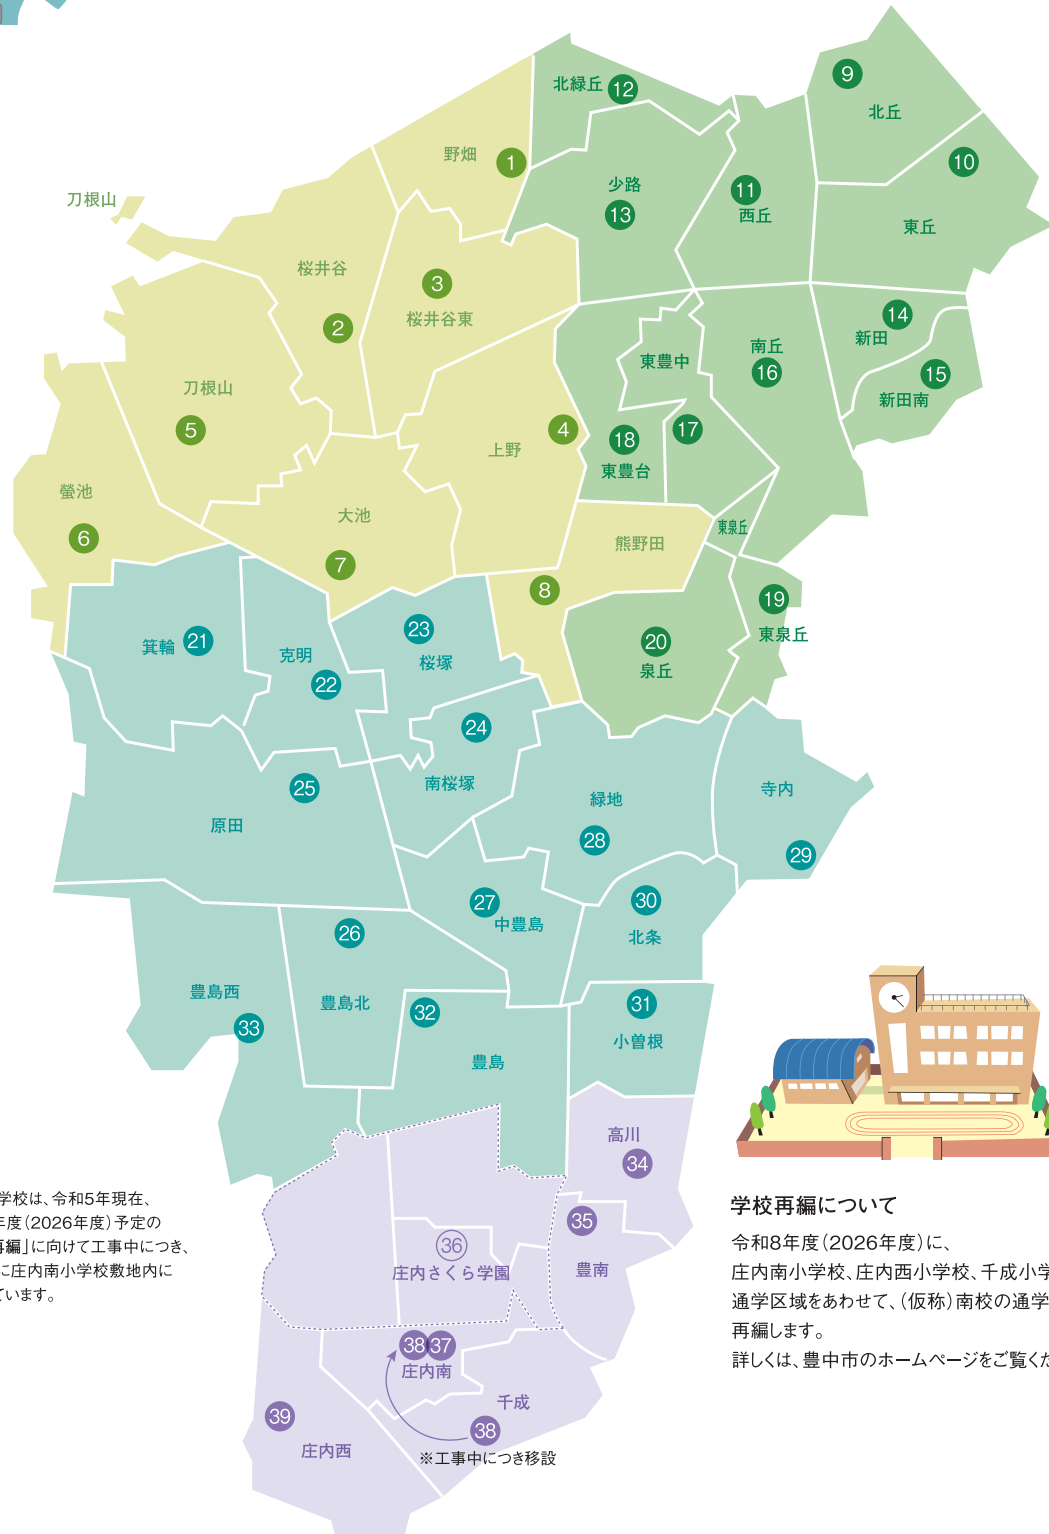 北緑丘
12
9
北丘
野畑
1
10
少路
11
刀根山
13
西丘
東丘
桜井谷
3
2
桜井谷東
14
新田
南丘
16
東豊中
15
新田南
刀根山
5
4
17
上野
18
東豊台
螢池
6
大池
東泉丘
熊野田
7
8
19
東泉丘
箕輪
21
23
20
泉丘
克明
桜塚
22
24
南桜塚
25
寺内
緑地
原田
28
29
27
30
中豊島
26
北条
豊島西
豊島北
32
31
33
小曽根
豊島
高川
34
35
36
庄内さくら学園
豊南
38
37
庄内南
千成
39
38
庄内西
※工事中につき移設
学校は、令和5年現在、
年度(2026年度)予定の
再編」に向けて工事中につき、
に庄内南小学校敷地内に
ています。
学校再編について
令和8年度(2026年度)に、
庄内南小学校、庄内西小学校、千成小学
通学区域をあわせて、(仮称)南校の通学
再編します。
詳しくは、豊中市のホームページをご覧くだ